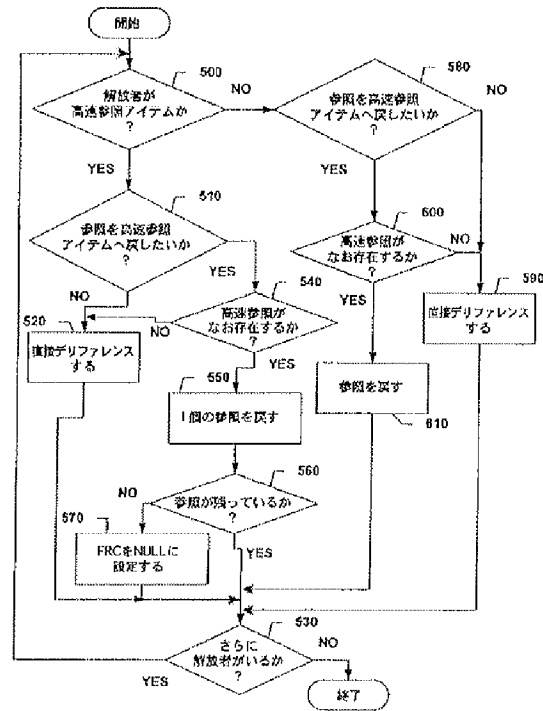 開始
500
解放者が
高速参照アイテムか
?
NO
YES
580
参照を高速参照
アイテムへ戻したいか
?
NO
YES
510
参照を高速参照
アイテムへ戻したいか
?
YES
NO
600
高速参照が
なお存在するか
?
NO
YES
540
高速参照が
なお存在するか
?
NO
YES
520
直接デリファレンス
する
590
直接デリファレンス
する
550
1個の参照を戻す
参照を戻す
610
560
参照が残っているか
?
NO
YES
570
FRCをNULLに
設定する
530
さらに
解放者がいるか
?
NO
YES
終了